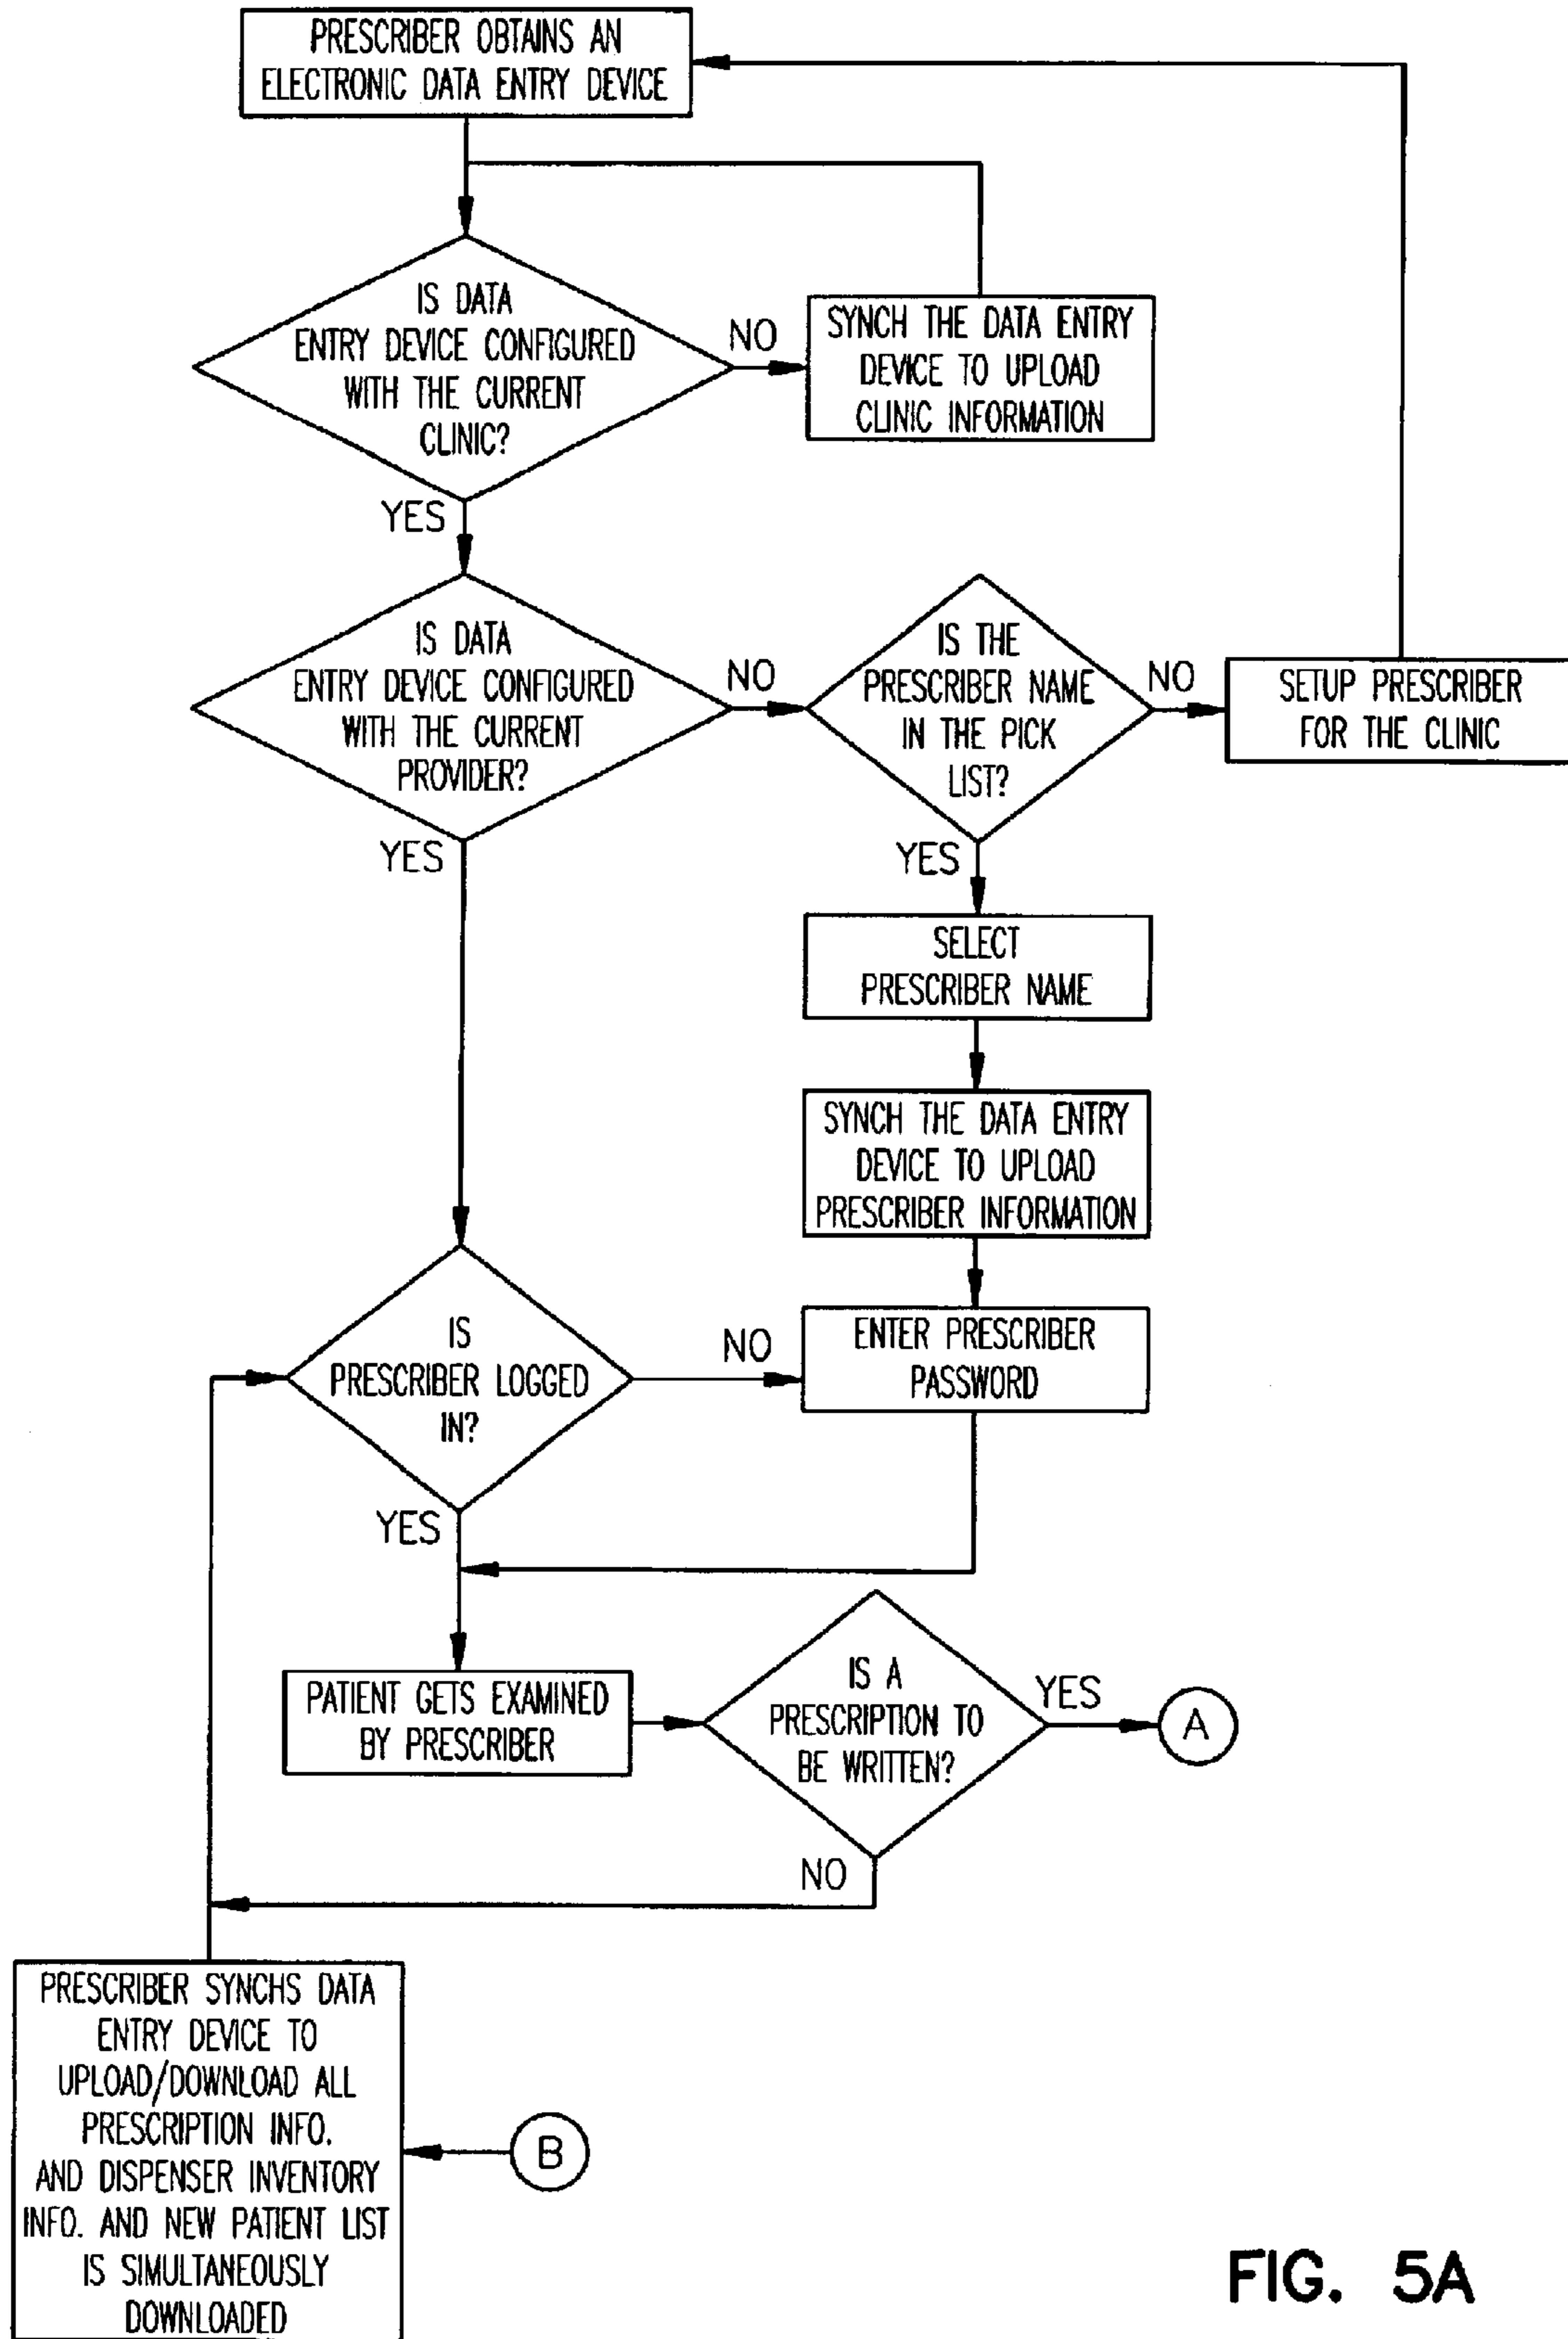 PRESCRIBER OBTAINS AN
ELECTRONIC DATA ENTRY DEVICE
IS DATA
ENTRY DEVICE CONFIGURED
WITH THE CURRENT
CLINIC?
NO
SYNCH THE DATA ENTRY
DEVICE TO UPLOAD
CLINIC INFORMATION
YES
IS DATA
ENTRY DEVICE CONFIGURED
WITH THE CURRENT
PROVIDER?
NO
IS THE
PRESCRIBER NAME
IN THE PICK
LIST?
NO
SETUP PRESCRIBER
FOR THE CLINIC
YES
YES
SELECT
PRESCRIBER NAME
SYNCH THE DATA ENTRY
DEVICE TO UPLOAD
PRESCRIBER INFORMATION
IS
PRESCRIBER LOGGED
IN?
NO
ENTER PRESCRIBER
PASSWORD
YES
PATIENT GETS EXAMINED
BY PRESCRIBER
IS A
PRESCRIPTION TO
BE WRITTEN?
YES
A
NO
PRESCRIBER SYNCHS DATA
ENTRY DEVICE TO
UPLOAD/DOWNLOAD ALL
PRESCRIPTION INFO.
AND DISPENSER INVENTORY
INFO. AND NEW PATIENT LIST
IS SIMULTANEOUSLY
DOWNLOADED
B
FIG. 5A